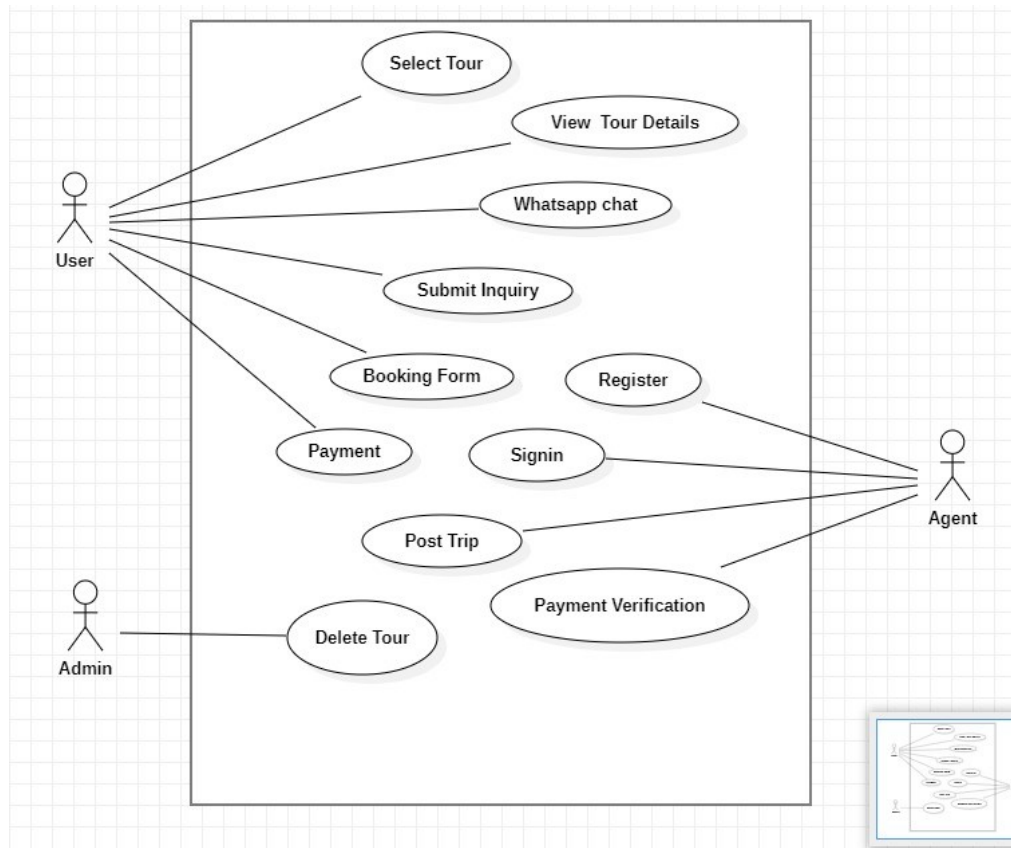 Select Tour
View Tour Details
Whatsapp chat
User
Submit Inquiry
Booking Form
Register
Payment
Signin
Agent
Post Trip
Payment Verification
Delete Tour
Admin